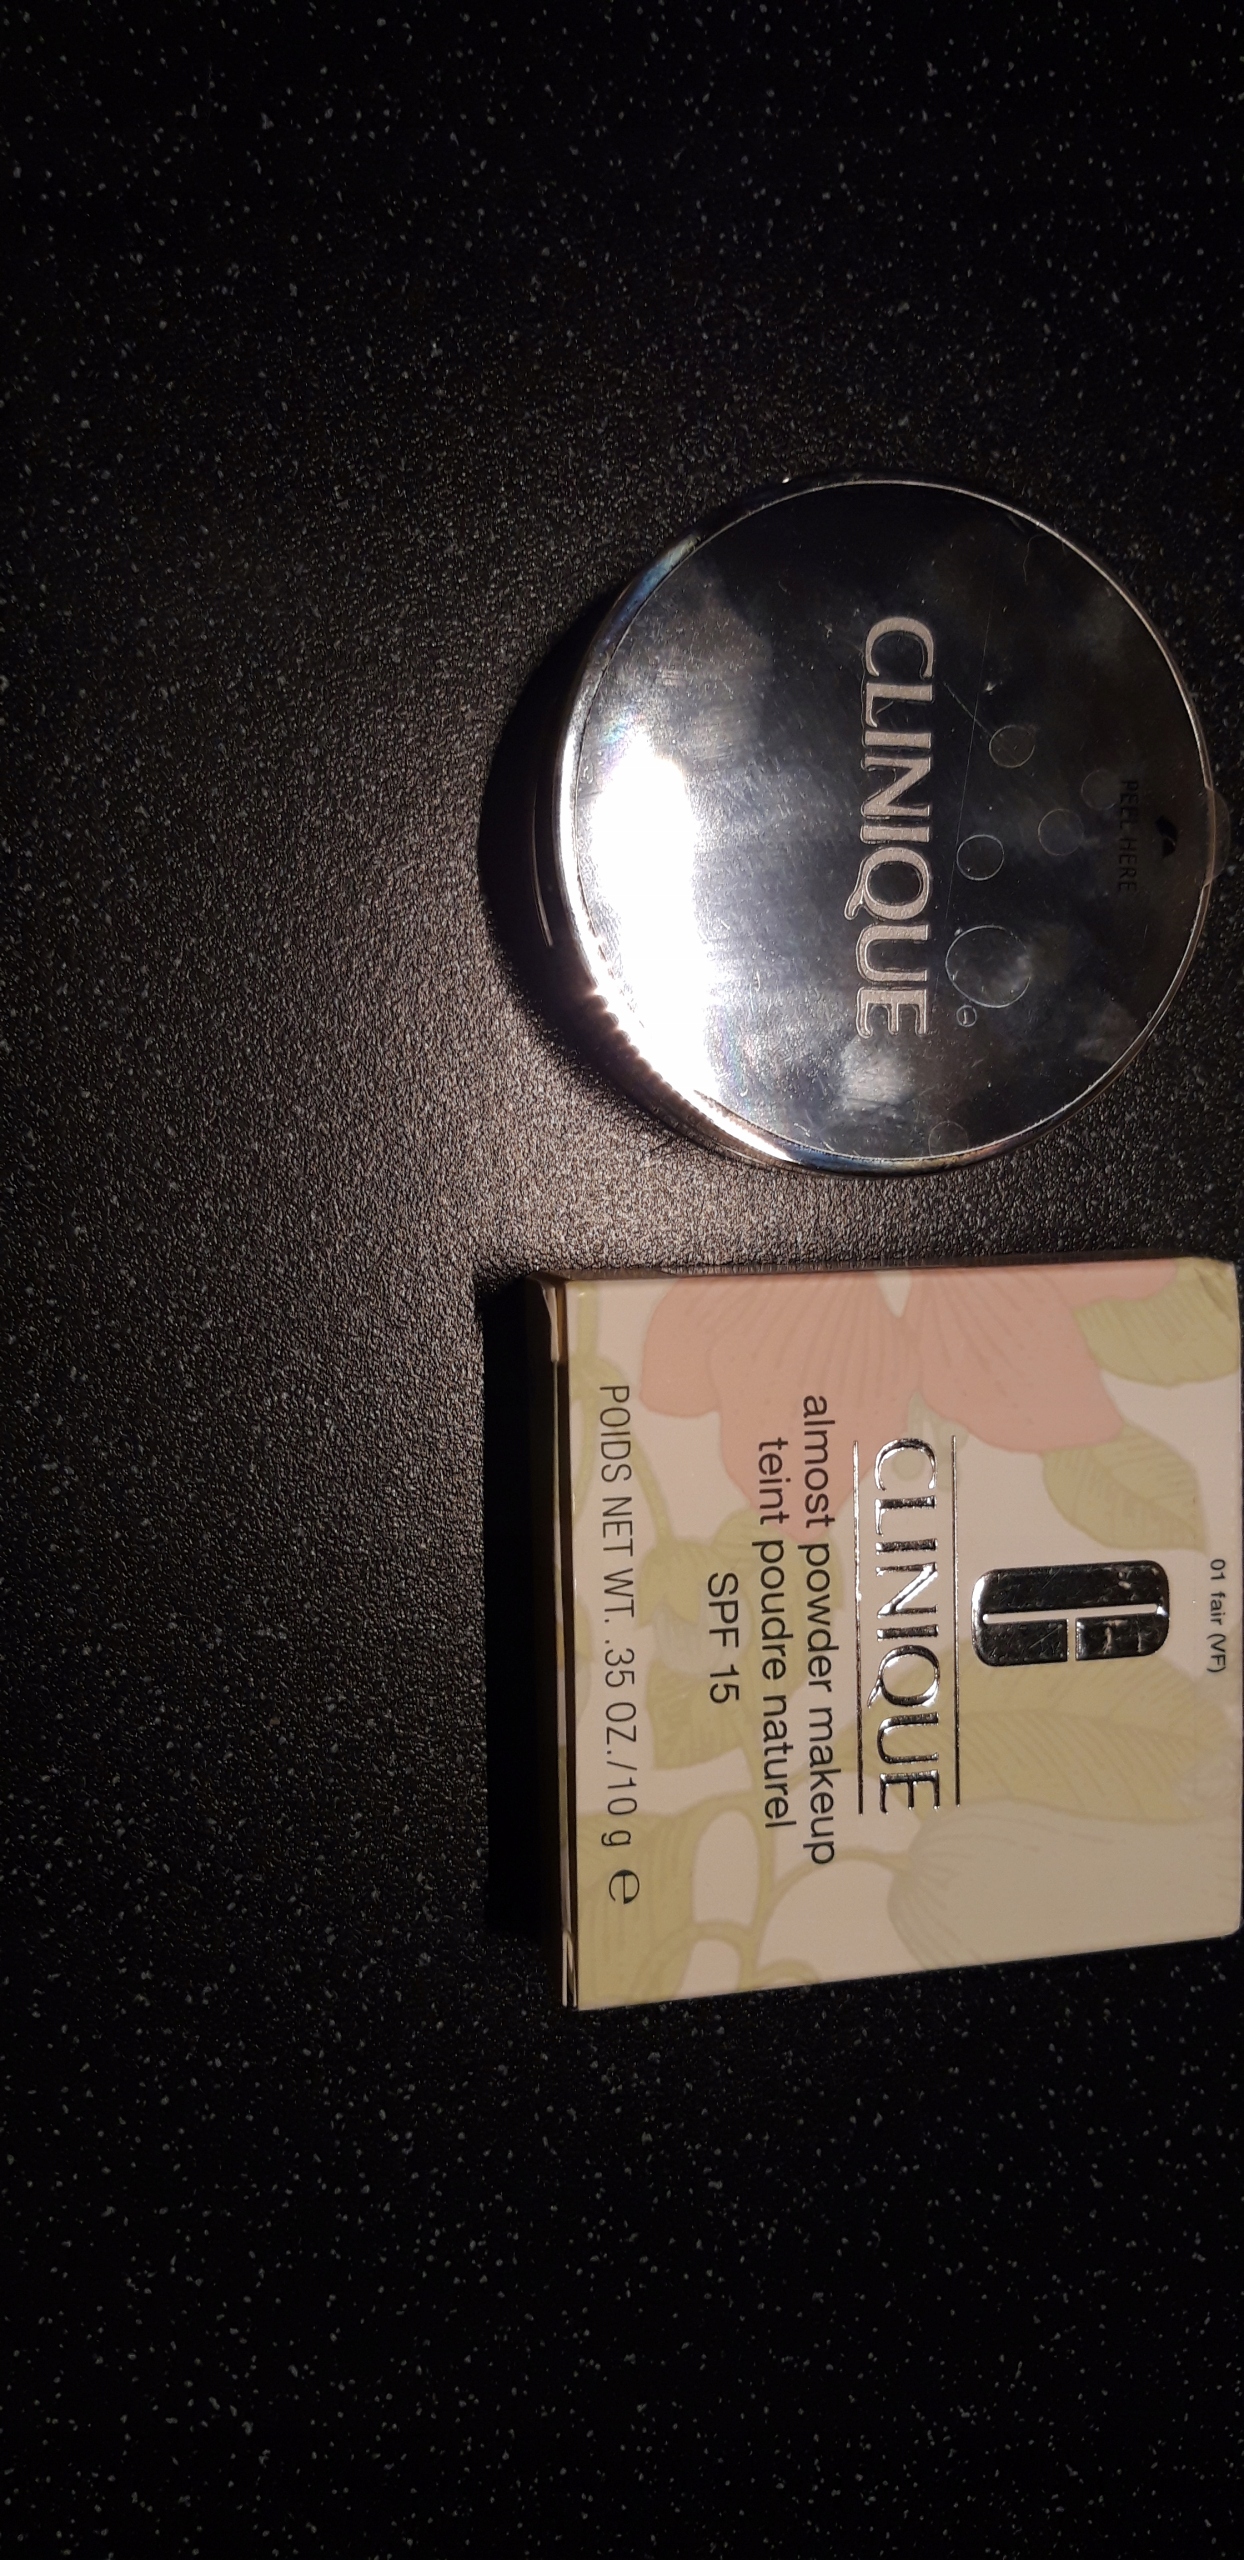 PEEL HERE
CLINIQUE
01 fair (VF)
CLINIQUE
almost powder makeup
teint poudre naturel
SPF 15
POIDS NET WT. .35 OZ./10 g ℮